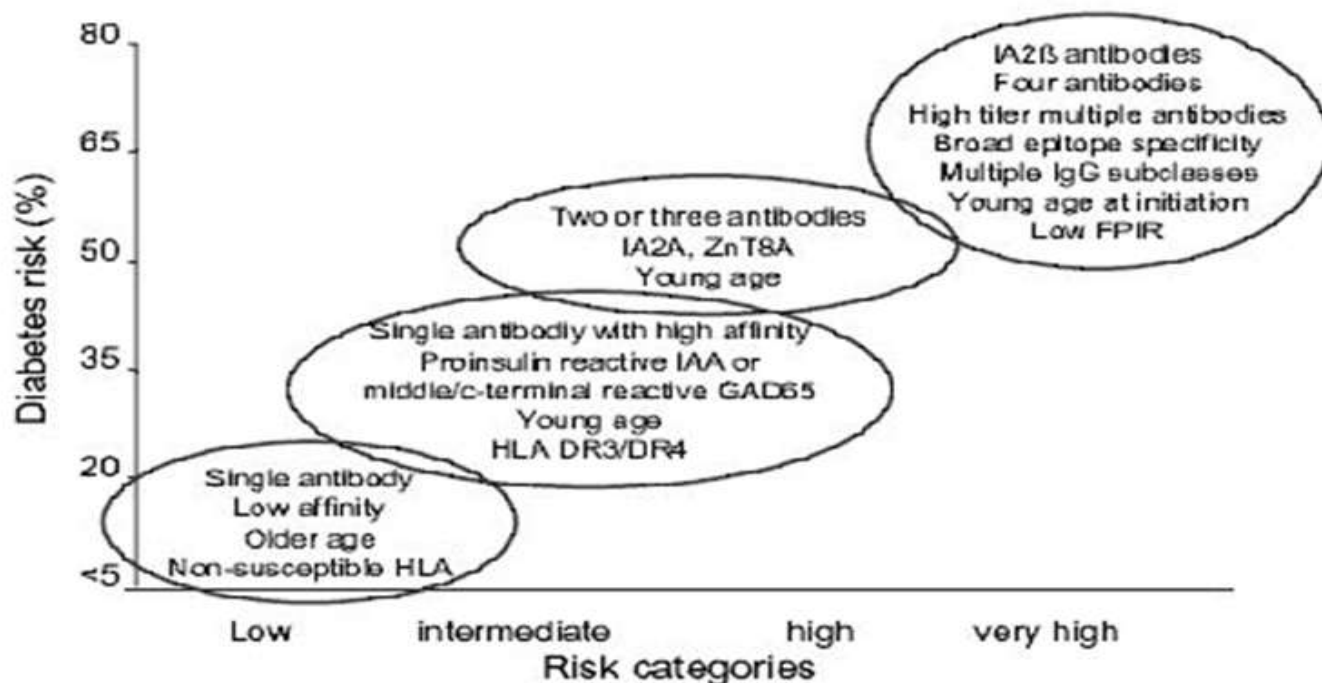 80
65
50
35
20
<5
Diabetes risk (%)
IA2ß antibodies
Four antibodies
High titer multiple antibodies
Broad epitope specificity
Multiple IgG subclasses
Young age at initiation
Low FPIR
Two or three antibodies
IA2A, ZnT8A
Young age
Single antibodiy with high affinity
Proinsulin reactive IAA or
middle/c-terminal reactive GAD65
Young age
HLA DR3/DR4
Single antibody
Low affinity
Older age
Non-susceptible HLA
Low intermediate high very high
Risk categories